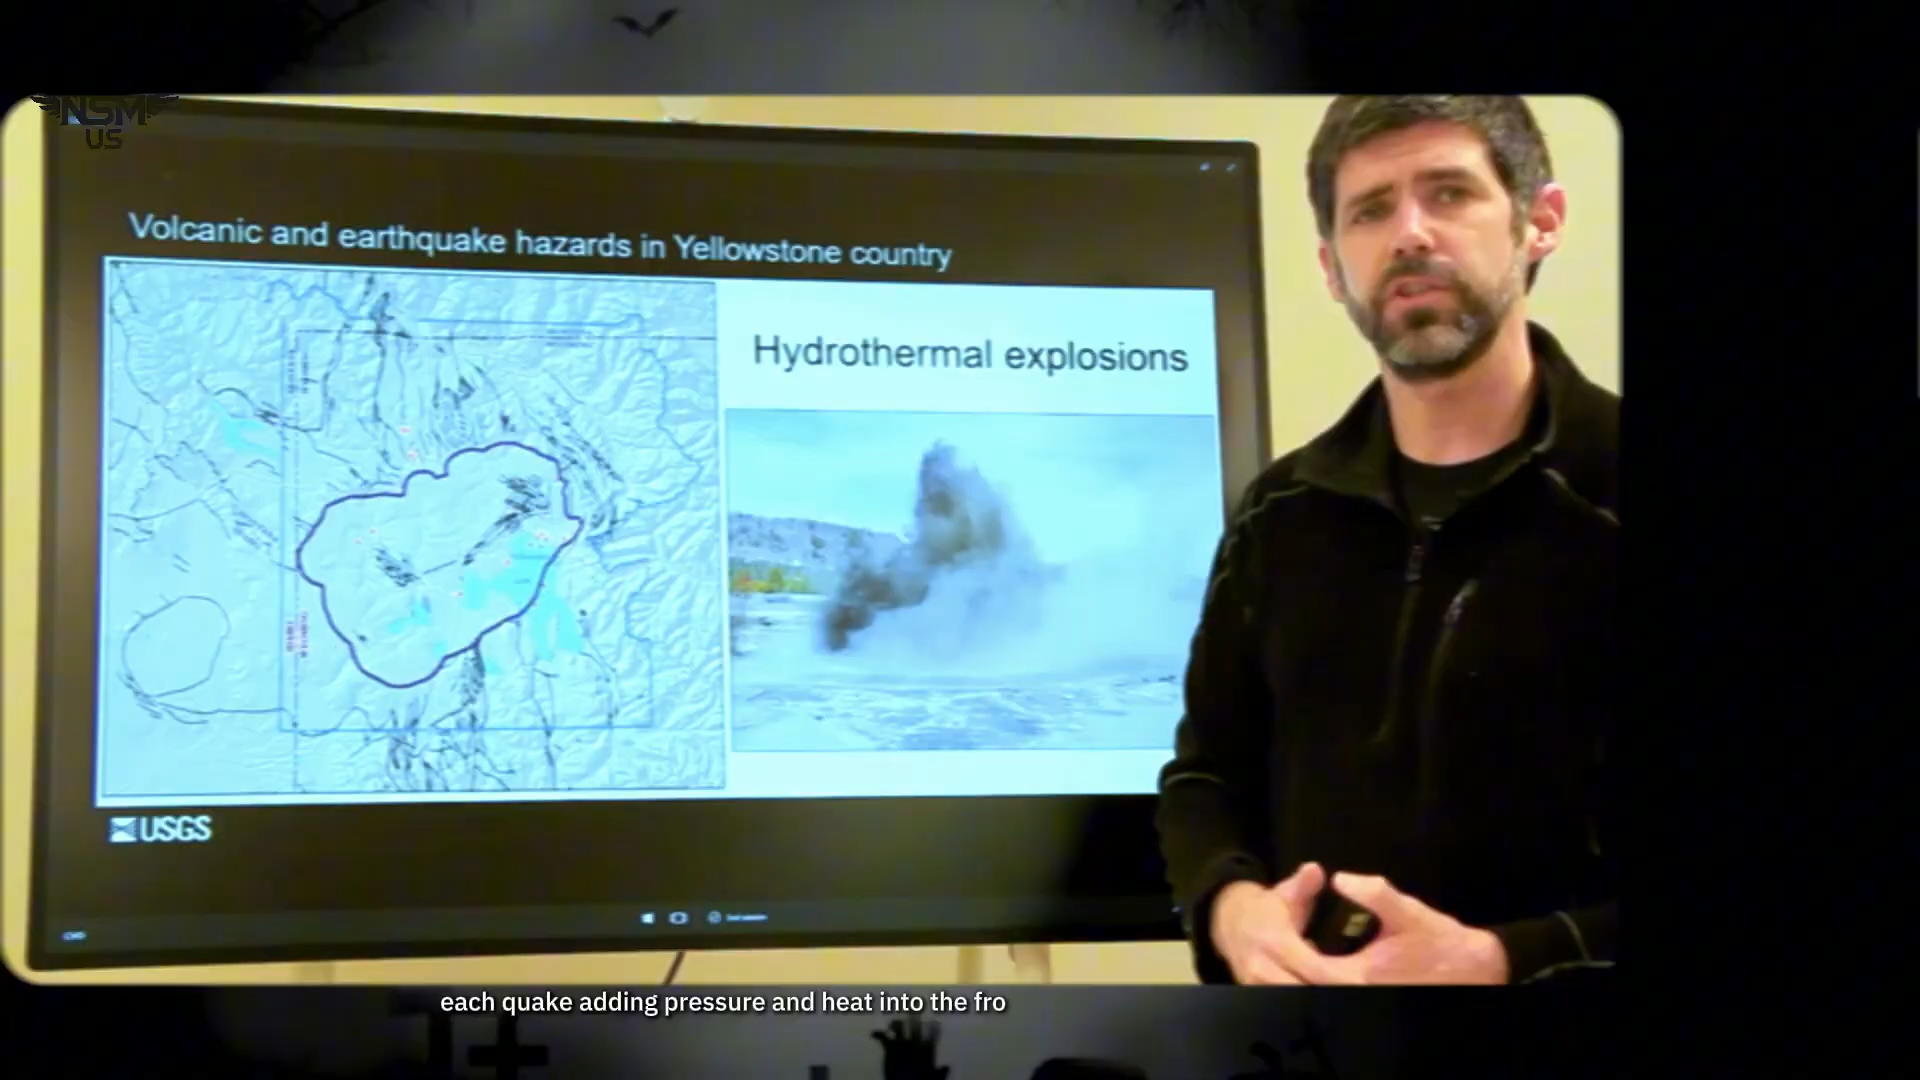 NSM
US
Volcanic and earthquake hazards in Yellowstone country
Hydrothermal explosions
USGS
each quake adding pressure and heat into the fro